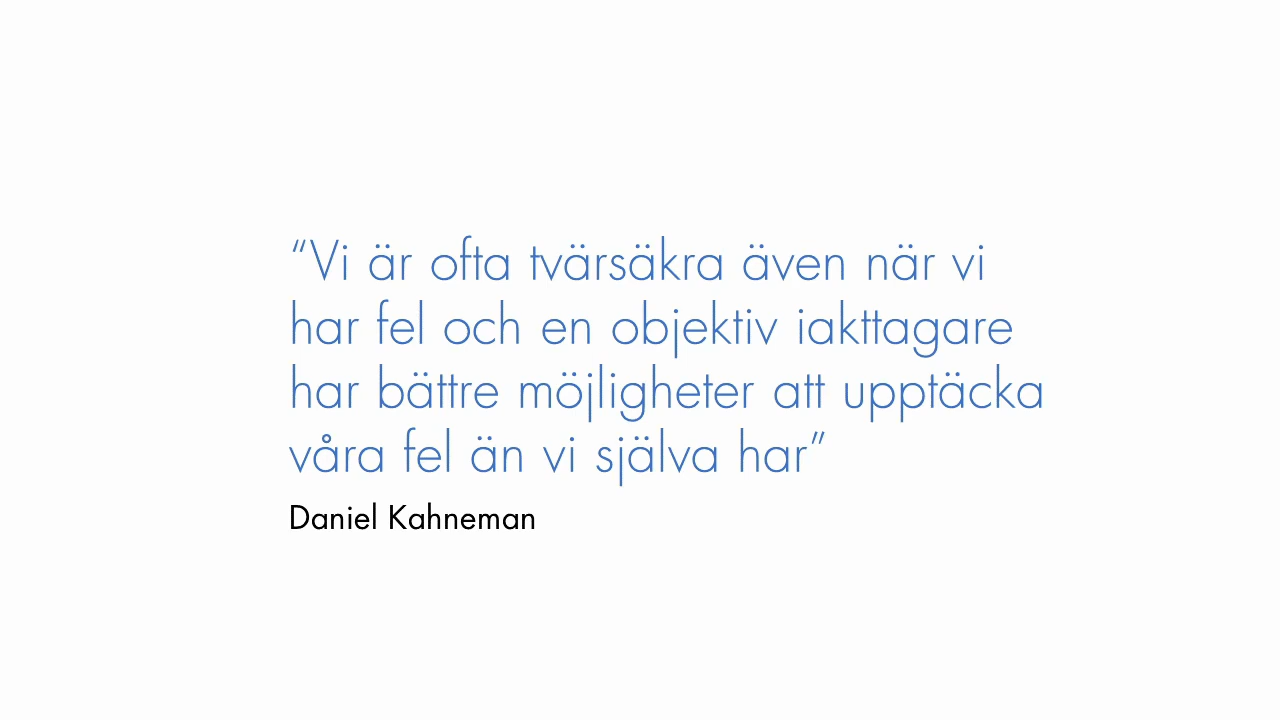 “Vi är ofta tvärsäkra även när vi
har fel och en objektiv iakttagare
har bättre möjligheter att upptäcka
våra fel än vi själva har”
Daniel Kahneman